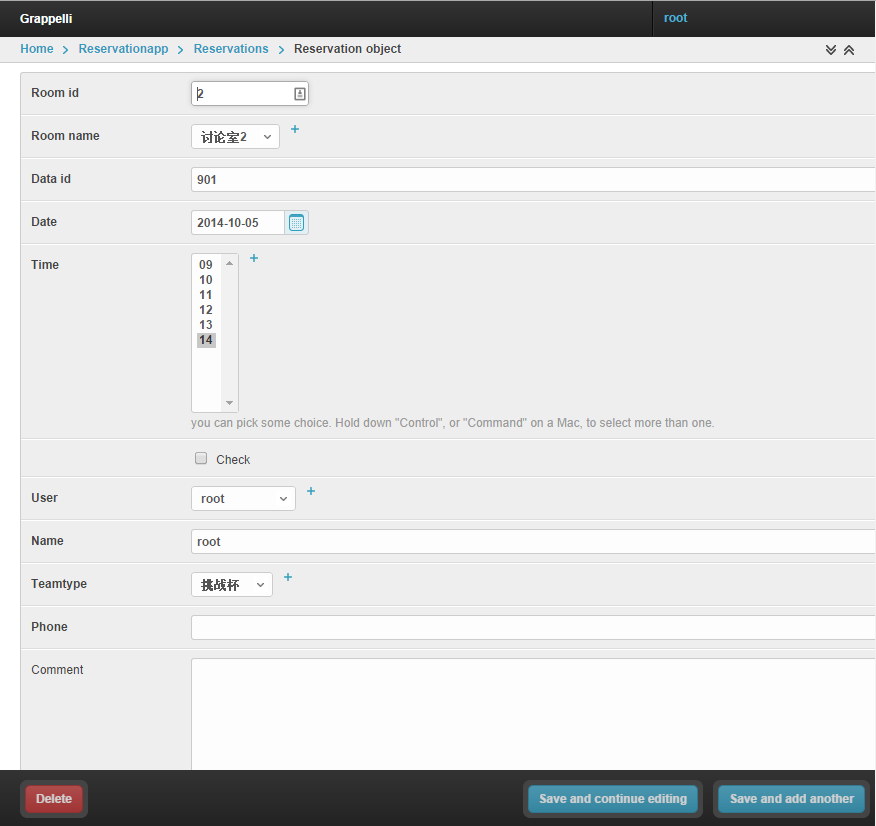 Grappelli
root
Home > Reservationapp > Reservations > Reservation object
Room id
2
Room name
讨论室2
+
Data id
901
Date
2014-10-05
Time
09
10
11
12
13
14
+
you can pick some choice. Hold down "Control", or "Command" on a Mac, to select more than one.
Check
User
root
+
Name
root
Teamtype
挑战杯
+
Phone
Comment
Delete
Save and continue editing
Save and add another